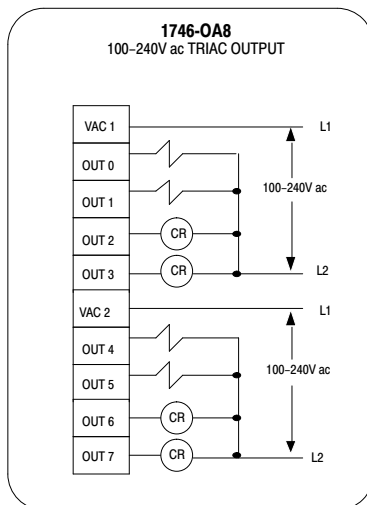 1746-OA8
100-240V ac TRIAC OUTPUT
VAC 1
L1
OUT 0
OUT 1
100-240V ac
OUT 2
CR
OUT 3
CR
L2
VAC 2
L1
OUT 4
OUT 5
100-240V ac
OUT 6
CR
OUT 7
CR
L2